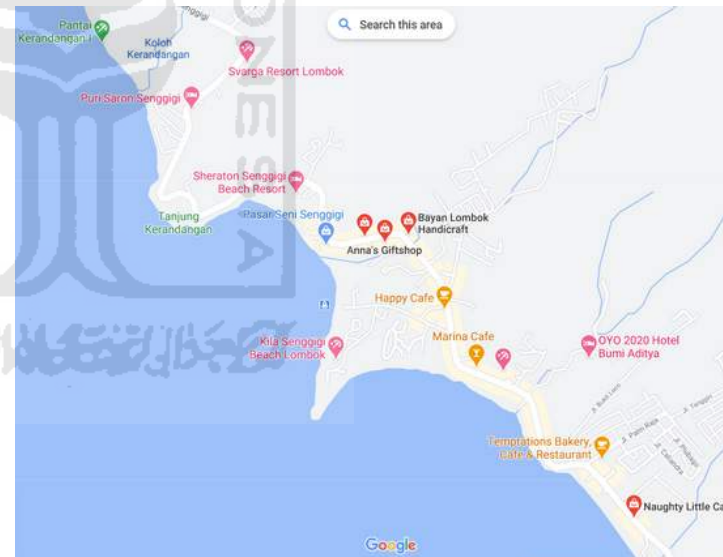 Pantai
Kerandangan I
nggigi
Search this area
Koloh
Kerandangan
Svarga Resort Lombok
Puri Saron Senggigi
Sheraton Senggigi
Beach Resort
Tanjung
Kerandangan
Pasar Seni Senggigi
Bayan Lombok
Handicraft
Anna's Giftshop
Happy Cafe
Marina Cafe
Kila Senggigi
Beach Lombok
OYO 2020 Hotel
Bumi Aditya
Temptations Bakery,
Cafe & Restaurant
Naughty Little Ca
Google
NESIA